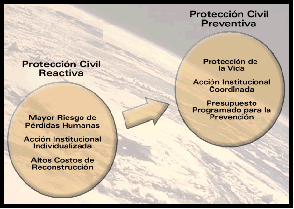 Protección Civil
Reactiva
Mayor Riesgo de
Pérdidas Humanas
Acción Institucional
Individualizada
Altos Costos de
Reconstrucción
Protección Civil
Preventiva
Protección de
la Vida
Acción Institucional
Coordinada
Presupuesto
Programado para la
Prevención